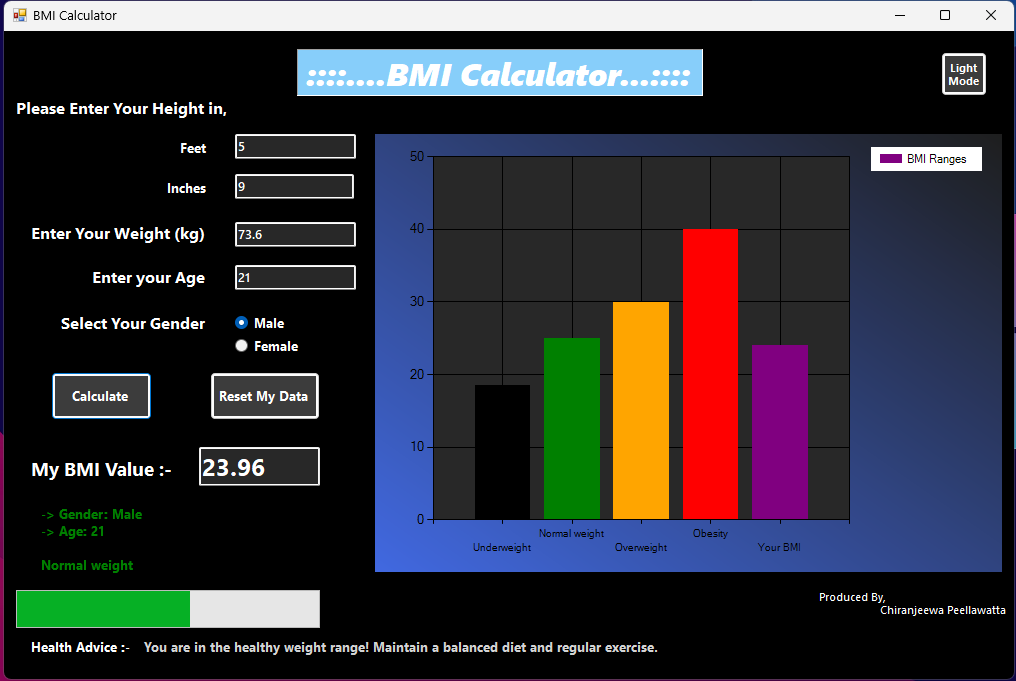 BMI Calculator
::::....BMI Calculator...::::
Light
Mode
Please Enter Your Height in,
Feet
5
Inches
9
Enter Your Weight (kg)
73.6
Enter your Age
21
Select Your Gender
Male
Female
Calculate
Reset My Data
My BMI Value :-
23.96
-> Gender: Male
-> Age: 21
Normal weight
BMI Ranges
50
40
30
20
10
0
Underweight
Normal weight
Overweight
Obesity
Your BMI
Produced By,
Chiranjeewa Peellawatta
Health Advice :- You are in the healthy weight range! Maintain a balanced diet and regular exercise.